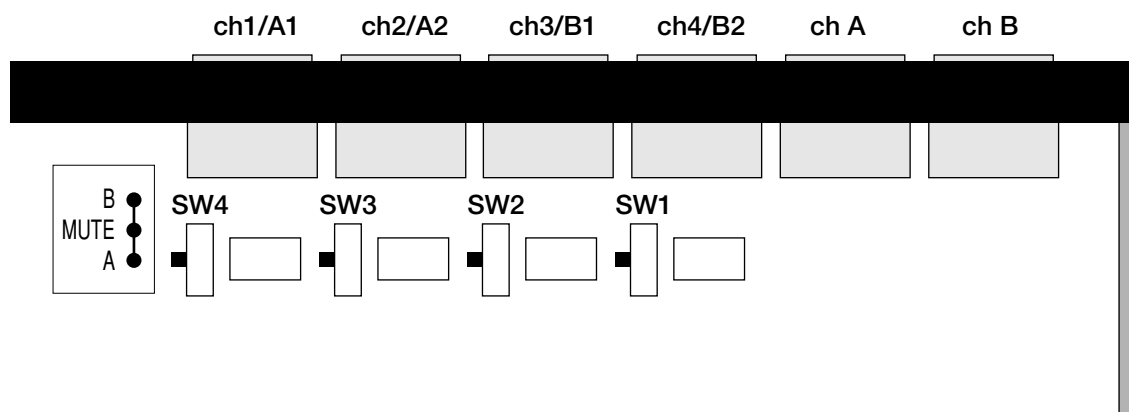 ch1/A1 ch2/A2 ch3/B1 ch4/B2 ch A ch B
B
MUTE
A
SW4 SW3 SW2 SW1